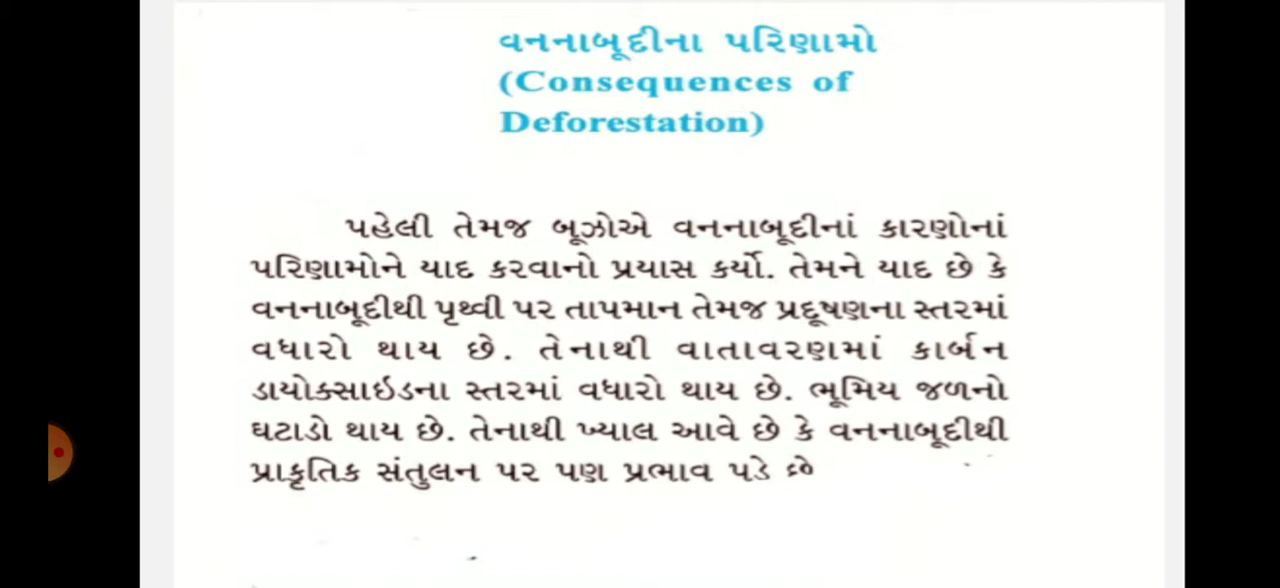 વનનાબૂદીના પરિણામો
(Consequences of
Deforestation)
પહેલી તેમજ બૂઝોએ વનનાબૂદીનાં કારણોનાં
પરિણામોને યાદ કરવાનો પ્રયાસ કર્યો. તેમને યાદ છે કે
વનનાબૂદીથી પૃથ્વી પર તાપમાન તેમજ પ્રદૂષણના સ્તરમાં
વધારો થાય છે. તેનાથી વાતાવરણમાં કાર્બન
ડાયોક્સાઇડના સ્તરમાં વધારો થાય છે. ભૂમિય જળનો
ઘટાડો થાય છે. તેનાથી ખ્યાલ આવે છે કે વનનાબૂદીથી
પ્રાકૃતિક સંતુલન પર પણ પ્રભાવ પડે છે